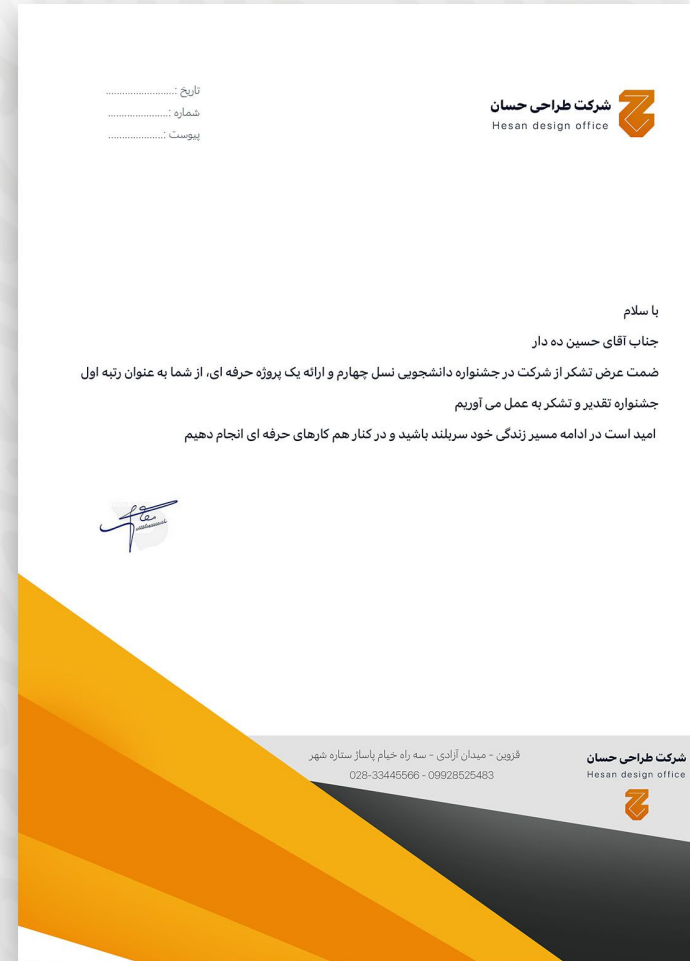 شرکت طراحی حسان
Hesan design office
تاریخ :.........................
شماره :......................
پیوست :....................
با سلام
جناب آقای حسین ده دار
ضمت عرض تشکر از شرکت در جشنواره دانشجویی نسل چهارم و ارائه یک پروژه حرفه ای، از شما به عنوان رتبه اول
جشنواره تقدیر و تشکر به عمل می آوریم
امید است در ادامه مسیر زندگی خود سربلند باشید و در کنار هم کارهای حرفه ای انجام دهیم
شرکت طراحی حسان
Hesan design office
قزوین - میدان آزادی - سه راه خیام پاساژ ستاره شهر
028-33445566 - 09928525483